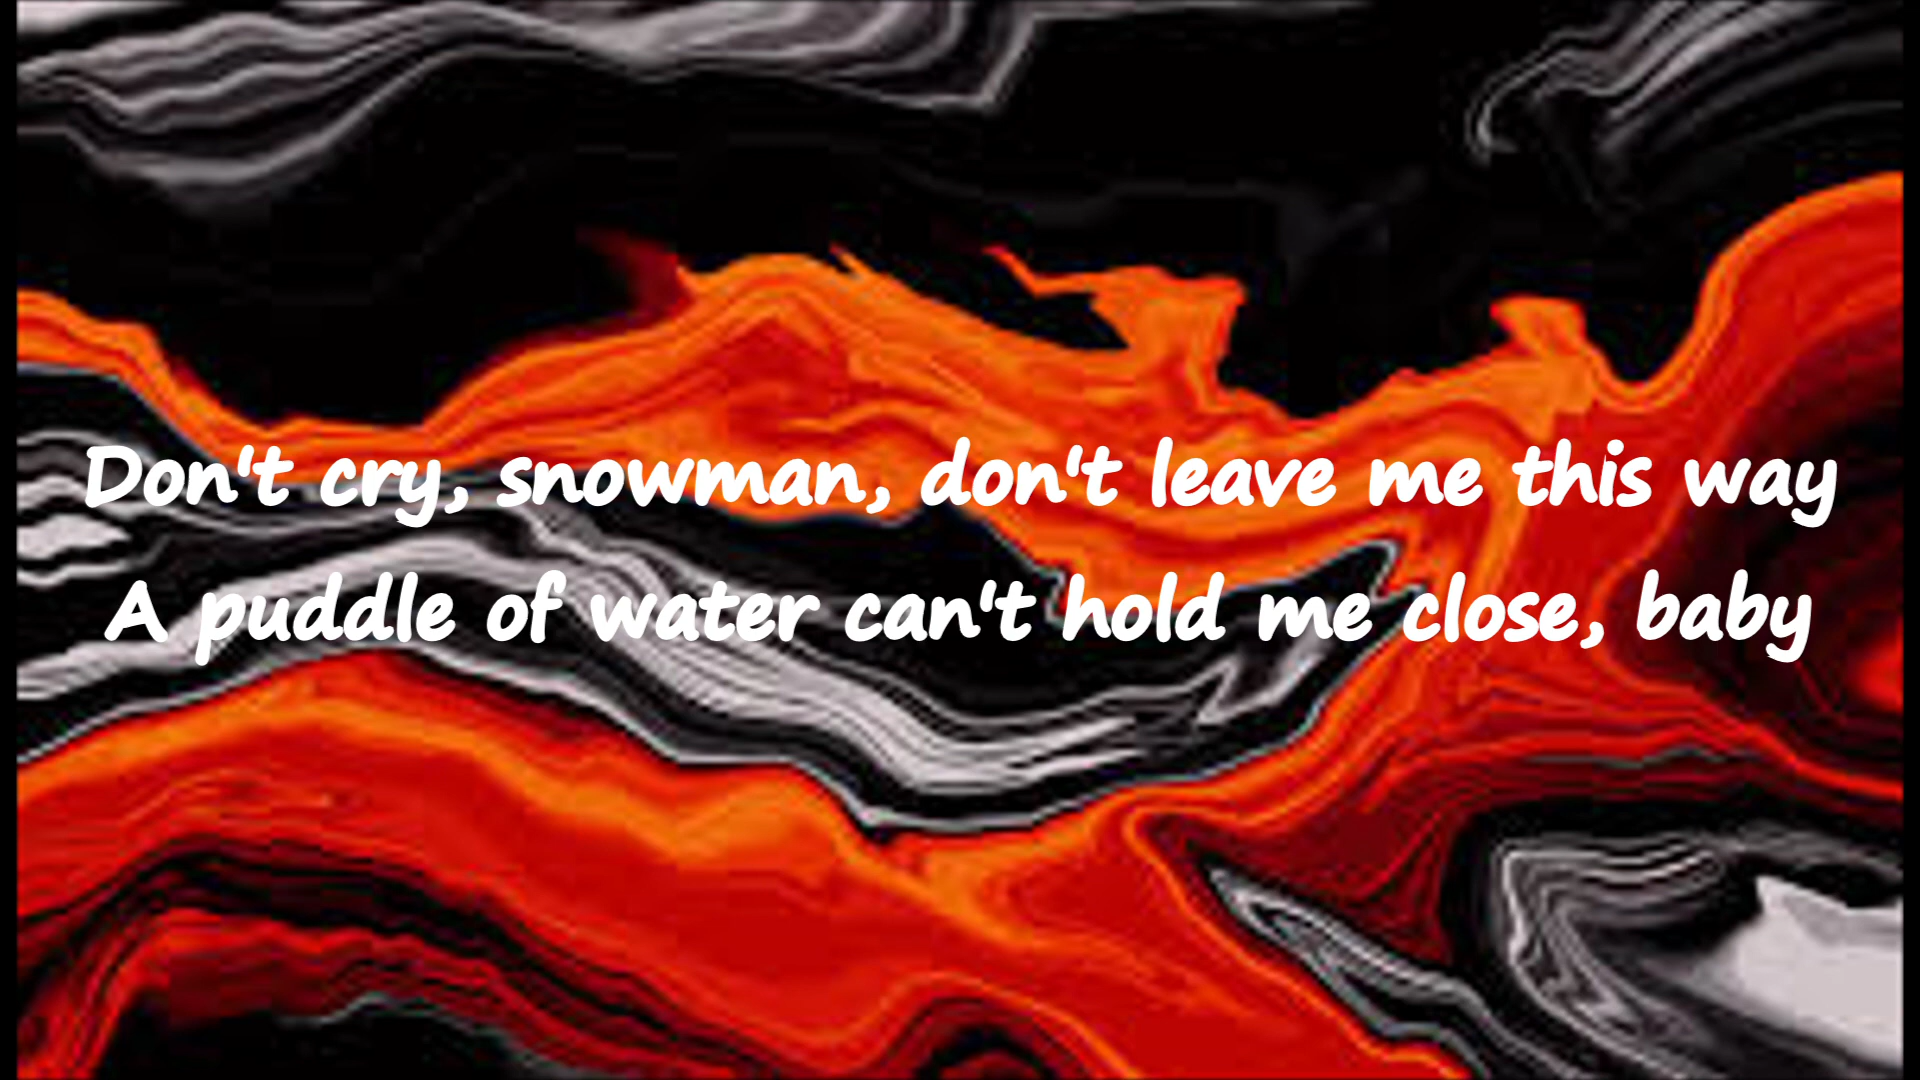 Don't cry, snowman, don't leave me this way
A puddle of water can't hold me close, baby